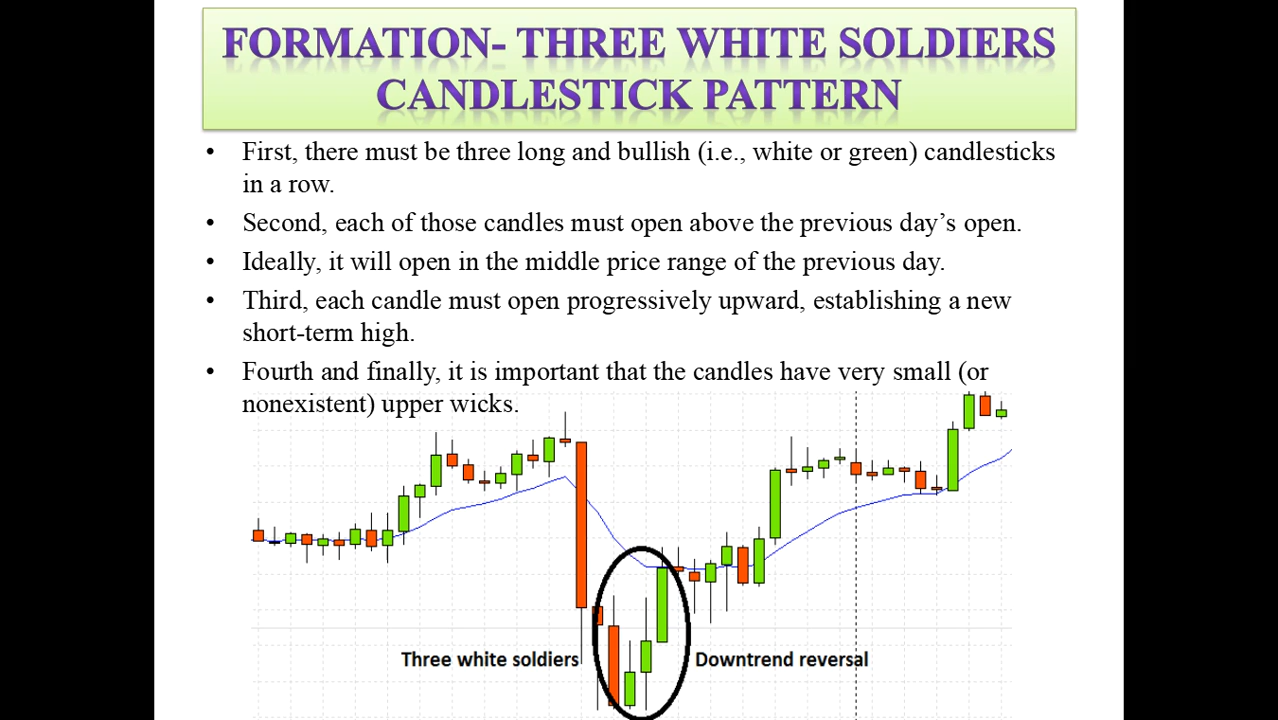 FORMATION- THREE WHITE SOLDIERS
CANDLESTICK PATTERN
• First, there must be three long and bullish (i.e., white or green) candlesticks
in a row.
• Second, each of those candles must open above the previous day’s open.
• Ideally, it will open in the middle price range of the previous day.
• Third, each candle must open progressively upward, establishing a new
short-term high.
• Fourth and finally, it is important that the candles have very small (or
nonexistent) upper wicks.
Three white soldiers
Downtrend reversal